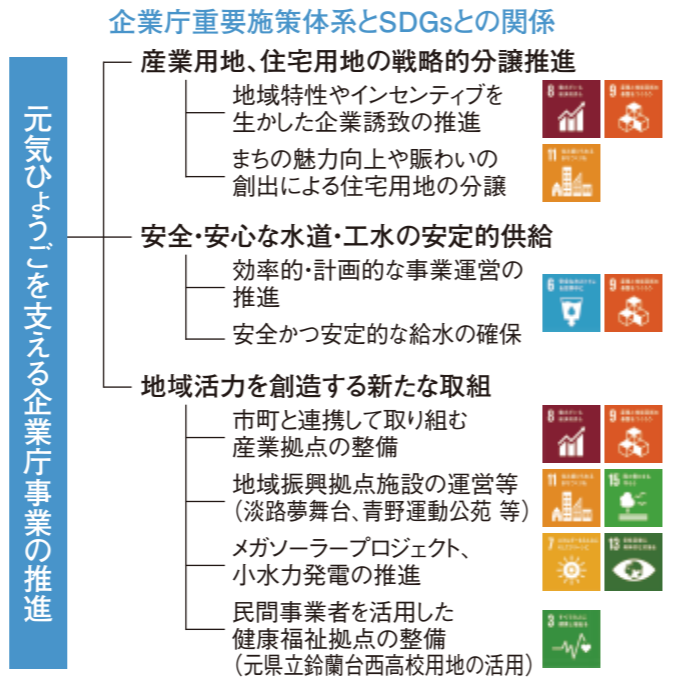 企業庁重要施策体系とSDGsとの関係
元気ひょうごを支える企業庁事業の推進
産業用地、住宅用地の戦略的分譲推進
地域特性やインセンティブを
生かした企業誘致の推進
8
9
まちの魅力向上や賑わいの
創出による住宅用地の分譲
11
安全・安心な水道・工水の安定的供給
効率的・計画的な事業運営の
推進
6
9
安全かつ安定的な給水の確保
地域活力を創造する新たな取組
市町と連携して取り組む
産業拠点の整備
8
9
地域振興拠点施設の運営等
（淡路夢舞台、青野運動公苑 等）
11
15
メガソーラープロジェクト、
小水力発電の推進
7
13
民間事業者を活用した
健康福祉拠点の整備
（元県立鈴蘭台西高校用地の活用）
3